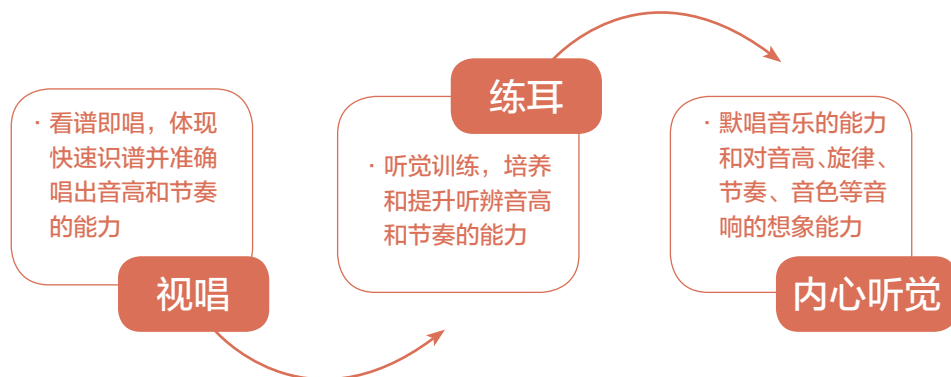 · 看谱即唱，体现
快速识谱并准确
唱出音高和节奏
的能力
视唱
练耳
· 听觉训练，培养
和提升听辨音高
和节奏的能力
· 默唱音乐的能力
和对音高、旋律、
节奏、音色等音
响的想象能力
内心听觉